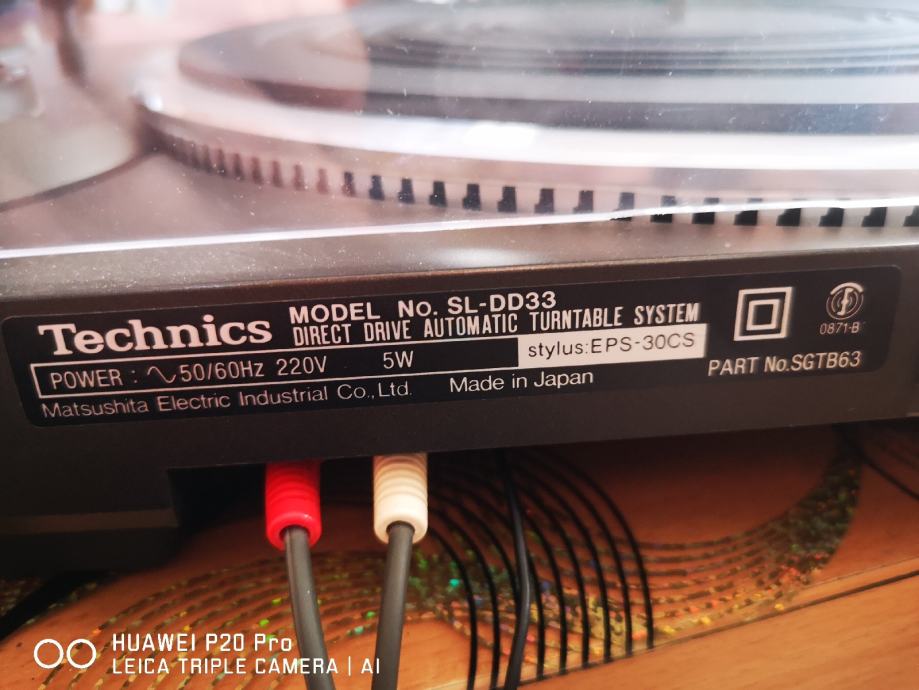 Technics
MODEL No. SL-DD33
DIRECT DRIVE AUTOMATIC TURNTABLE SYSTEM
POWER : ∿50/60Hz 220V 5W
stylus:EPS-30CS
Matsushita Electric Industrial Co.,Ltd. Made in Japan
0871-B
PART No.SGTB63
HUAWEI P20 Pro
LEICA TRIPLE CAMERA | AI